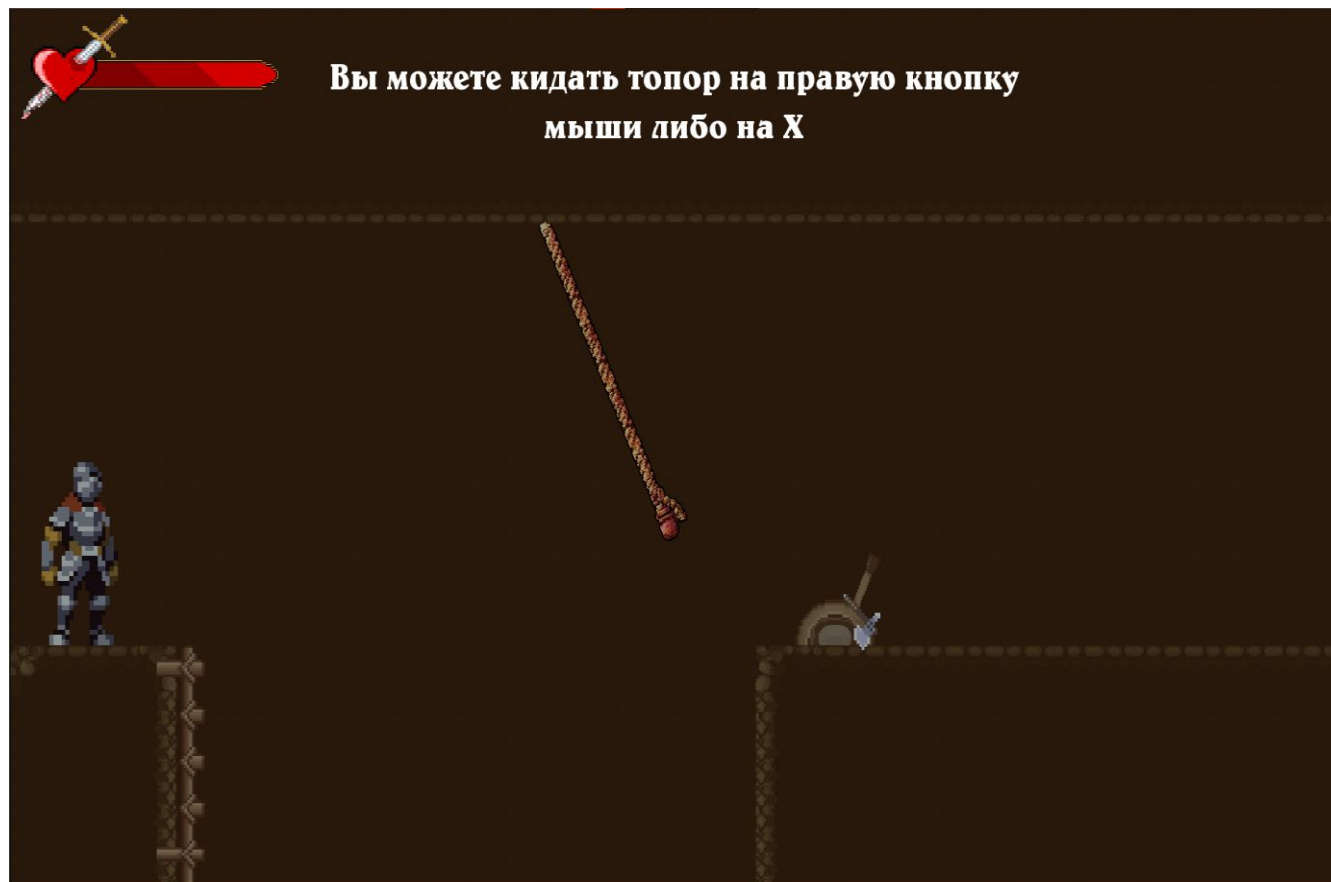 Вы можете кидать топор на правую кнопку
мыши либо на X